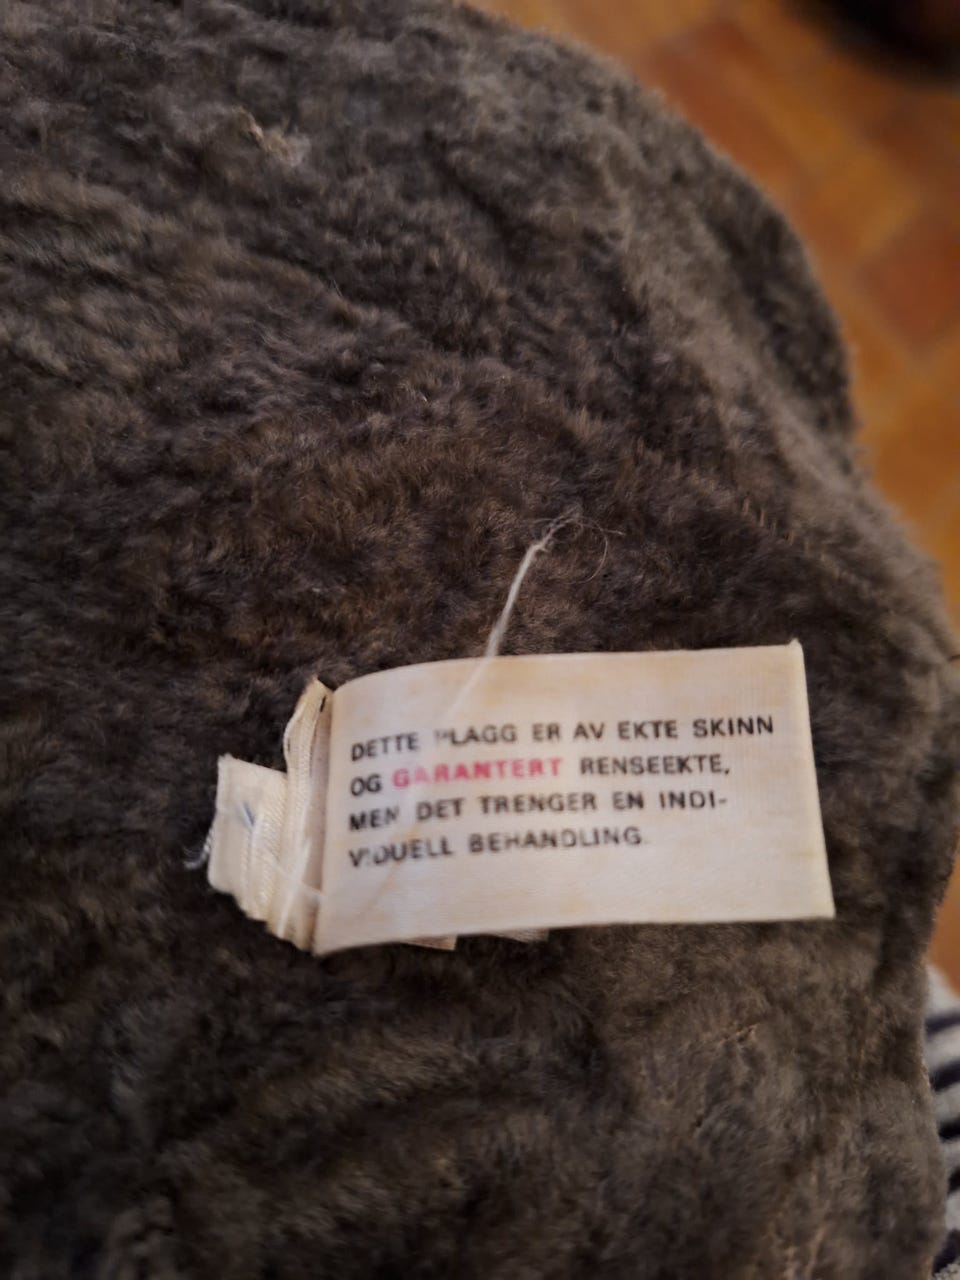 DETTE PLAGG ER AV EKTE SKINN
OG GARANTERT RENSEEKTE,
MEN DET TRENGER EN INDI-
VIDUELL BEHANDLING.